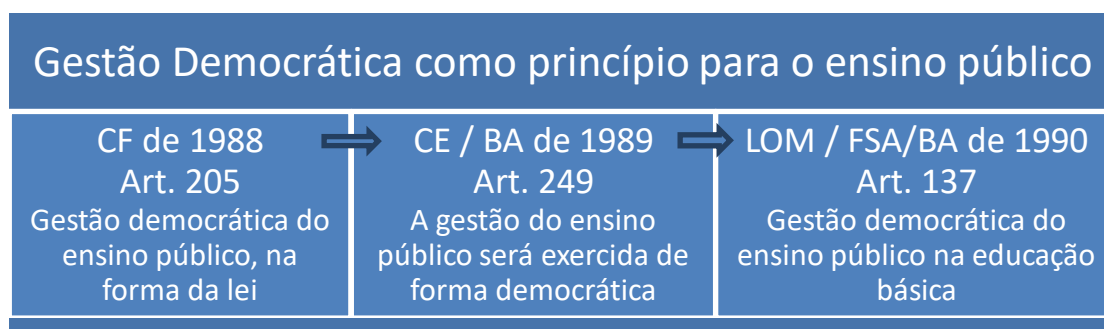 Gestão Democrática como princípio para o ensino público
CF de 1988
Art. 205
Gestão democrática do
ensino público, na
forma da lei
CE / BA de 1989
Art. 249
A gestão do ensino
público será exercida de
forma democrática
LOM / FSA/BA de 1990
Art. 137
Gestão democrática do
ensino público na educação
básica